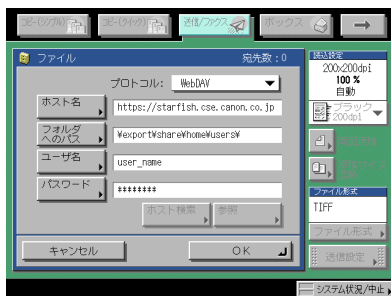 コピー(シンプル)
コピー(クイック)
送信/ファクス
ボックス
ファイル
宛先数:0
プロトコル:
WebDAV
ホスト名
https://starfish.cse.canon.co.jp
フォルダ
へのパス
¥export¥share¥home¥users¥
ユーザ名
user_name
パスワード
********
ホスト検索
参照
キャンセル
OK
読込設定
200x200dpi
100 %
自動
ブラック
200dpi
ファイル形式
TIFF
ファイル形式
送信設定
システム状況/中止